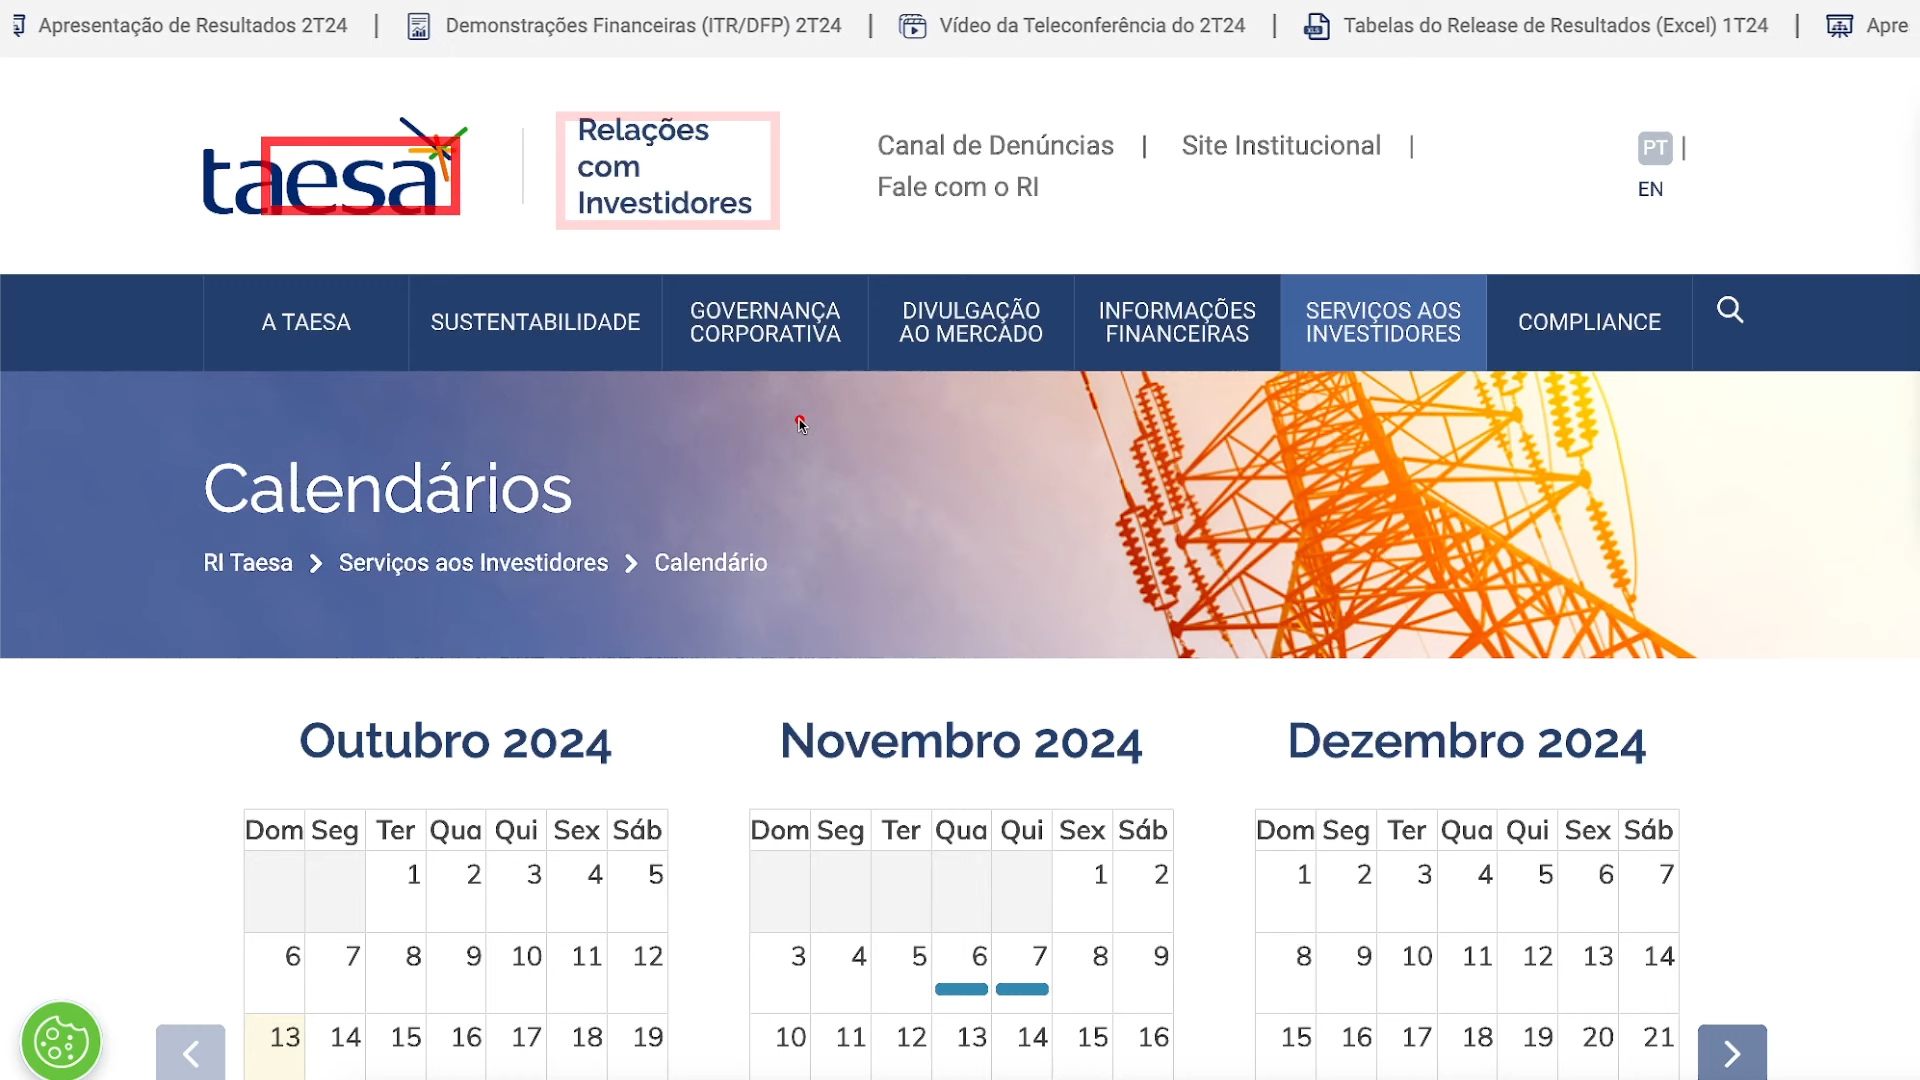 Apresentação de Resultados 2T24 | Demonstrações Financeiras (ITR/DFP) 2T24 | Vídeo da Teleconferência do 2T24 | Tabelas do Release de Resultados (Excel) 1T24 | Apre
taesa
Relações
com
Investidores
Canal de Denúncias | Site Institucional |
Fale com o RI
PT |
EN
A TAESA
SUSTENTABILIDADE
GOVERNANÇA
CORPORATIVA
DIVULGAÇÃO
AO MERCADO
INFORMAÇÕES
FINANCEIRAS
SERVIÇOS AOS
INVESTIDORES
COMPLIANCE
Calendários
RI Taesa > Serviços aos Investidores > Calendário
Outubro 2024
Dom Seg Ter Qua Qui Sex Sáb
1 2 3 4 5
6 7 8 9 10 11 12
13 14 15 16 17 18 19
Novembro 2024
Dom Seg Ter Qua Qui Sex Sáb
1 2
3 4 5 6 7 8 9
10 11 12 13 14 15 16
Dezembro 2024
Dom Seg Ter Qua Qui Sex Sáb
1 2 3 4 5 6 7
8 9 10 11 12 13 14
15 16 17 18 19 20 21